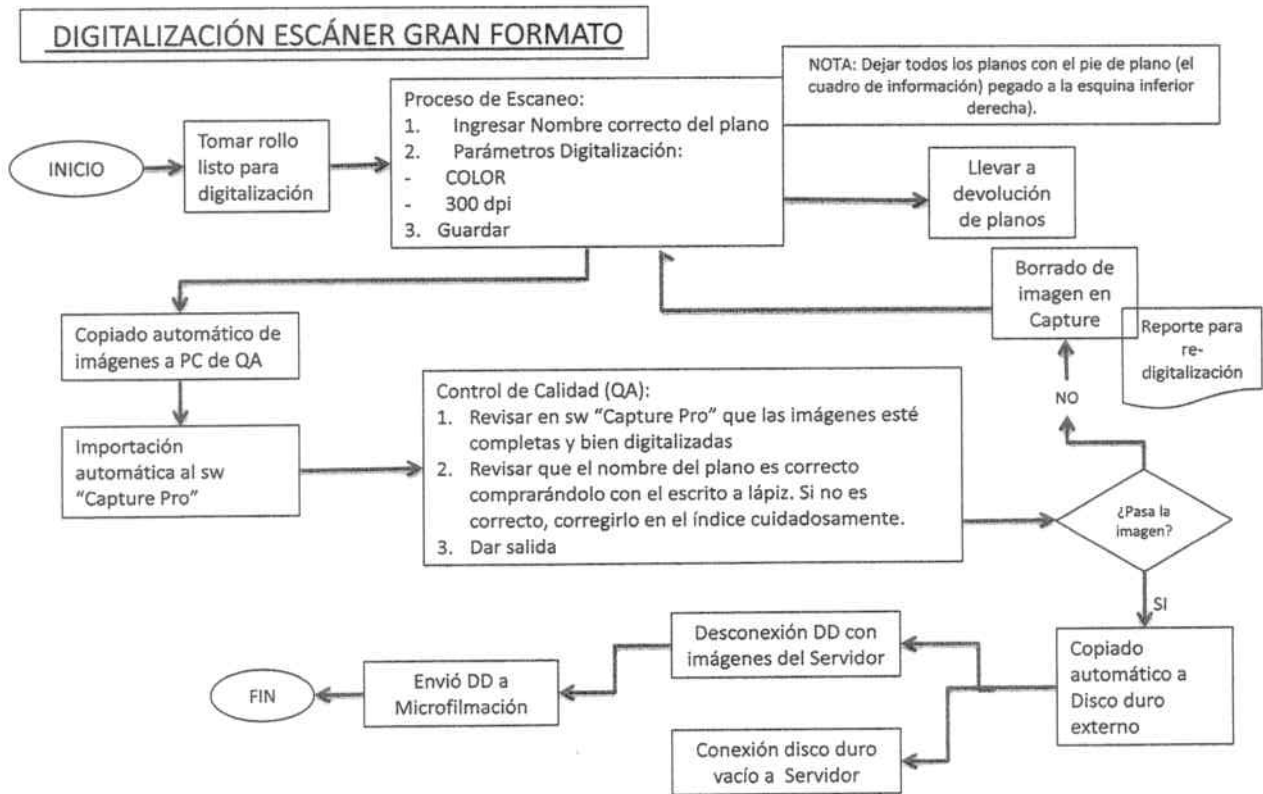 DIGITALIZACIÓN ESCÁNER GRAN FORMATO
NOTA: Dejar todos los planos con el pie de plano (el
cuadro de información) pegado a la esquina inferior
derecha).
INICIO
Tomar rollo
listo para
digitalización
Proceso de Escaneo:
1. Ingresar Nombre correcto del plano
2. Parámetros Digitalización:
- COLOR
- 300 dpi
3. Guardar
Llevar a
devolución
de planos
Borrado de
imagen en
Capture
Reporte para
re-
digitalización
Copiado automático de
imágenes a PC de QA
Importación
automática al sw
"Capture Pro"
Control de Calidad (QA):
1. Revisar en sw "Capture Pro" que las imágenes esté
completas y bien digitalizadas
2. Revisar que el nombre del plano es correcto
comprarándolo con el escrito a lápiz. Si no es
correcto, corregirlo en el índice cuidadosamente.
3. Dar salida
NO
¿Pasa la
imagen?
SI
Copiado
automático a
Disco duro
externo
Desconexión DD con
imágenes del Servidor
Conexión disco duro
vacío a Servidor
Envió DD a
Microfilmación
FIN